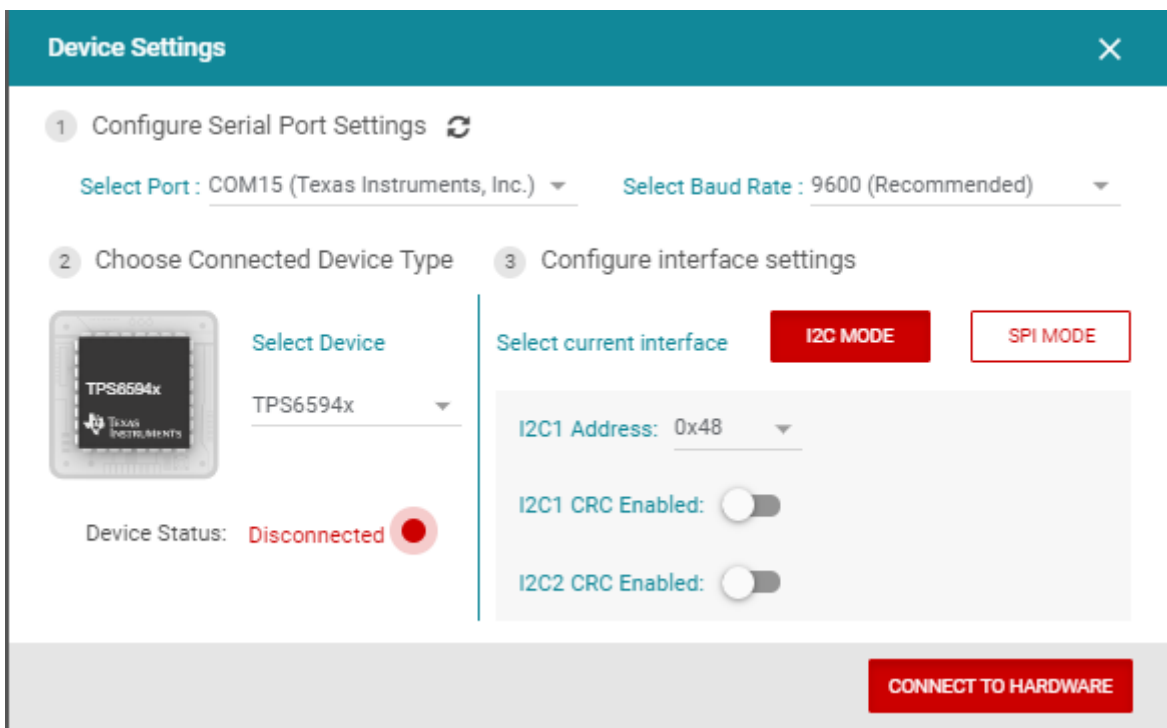 Device Settings
1 Configure Serial Port Settings
Select Port : COM15 (Texas Instruments, Inc.) Select Baud Rate : 9600 (Recommended)
2 Choose Connected Device Type 3 Configure interface settings
Select Device
TPS6594x
TPS6594x
TEXAS INSTRUMENTS
Device Status: Disconnected
Select current interface I2C MODE SPI MODE
I2C1 Address: 0x48
I2C1 CRC Enabled:
I2C2 CRC Enabled:
CONNECT TO HARDWARE